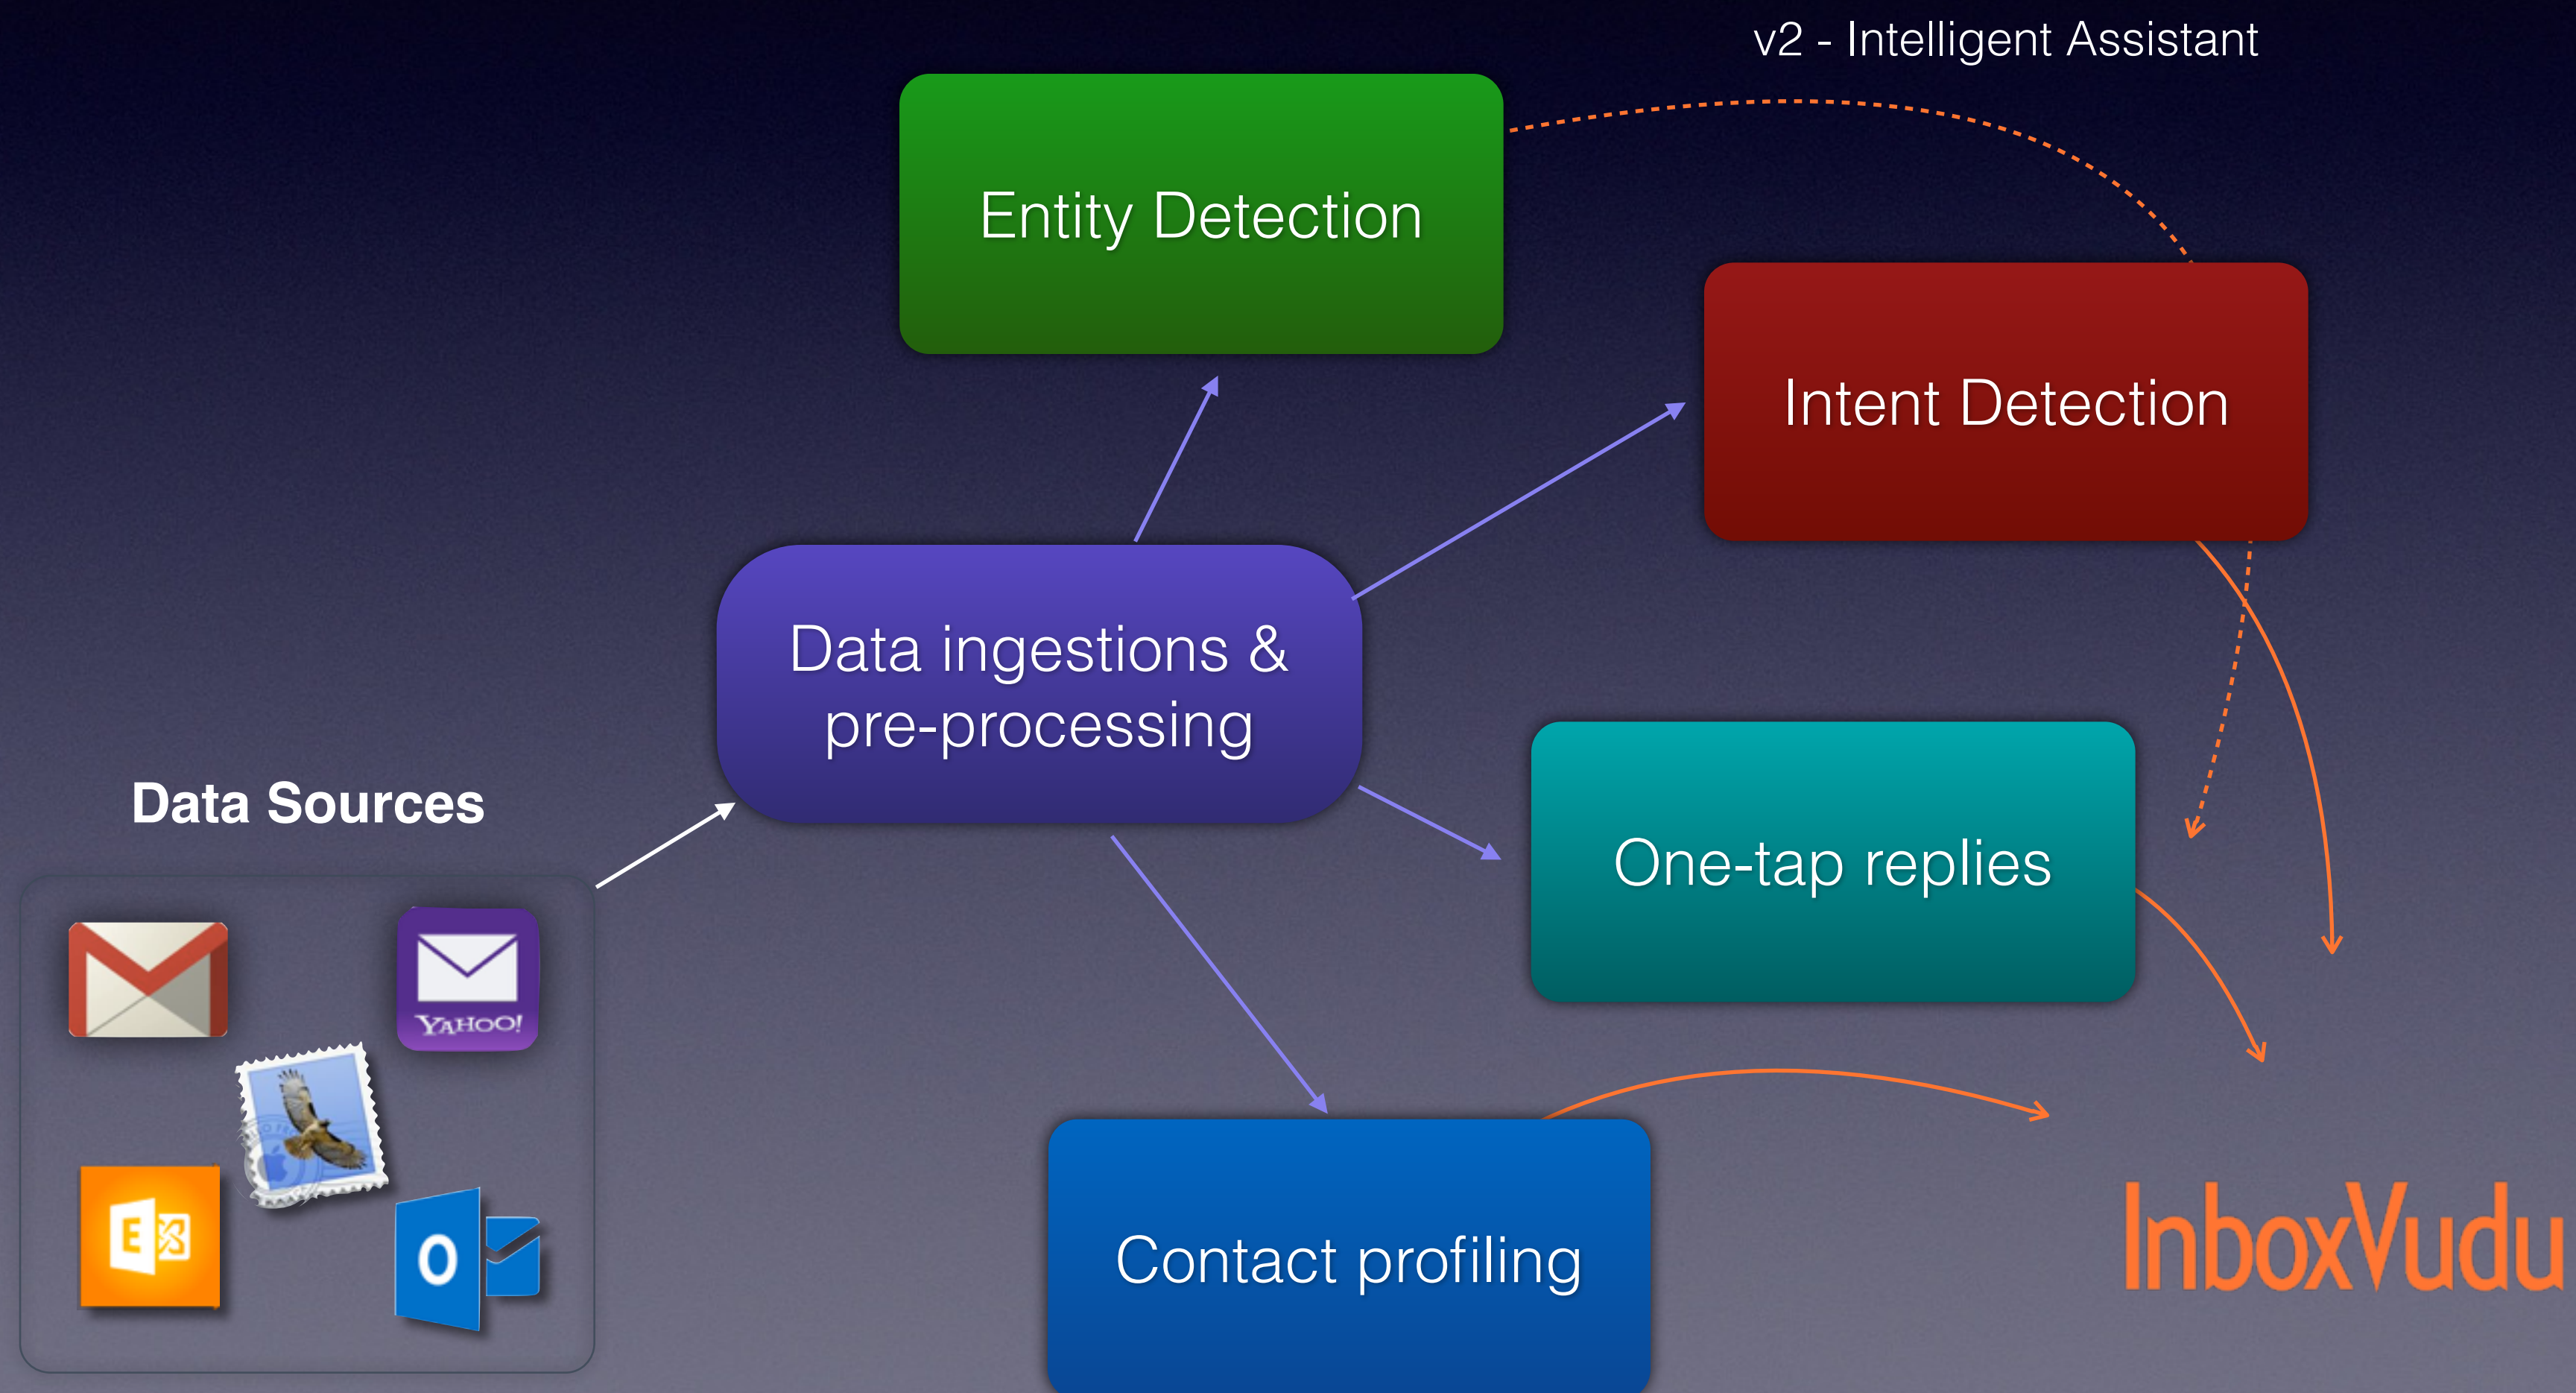 v2 - Intelligent Assistant
Entity Detection
Intent Detection
Data ingestions &
pre-processing
Data Sources
One-tap replies
YAHOO!
E
O
Contact profiling
InboxVudu